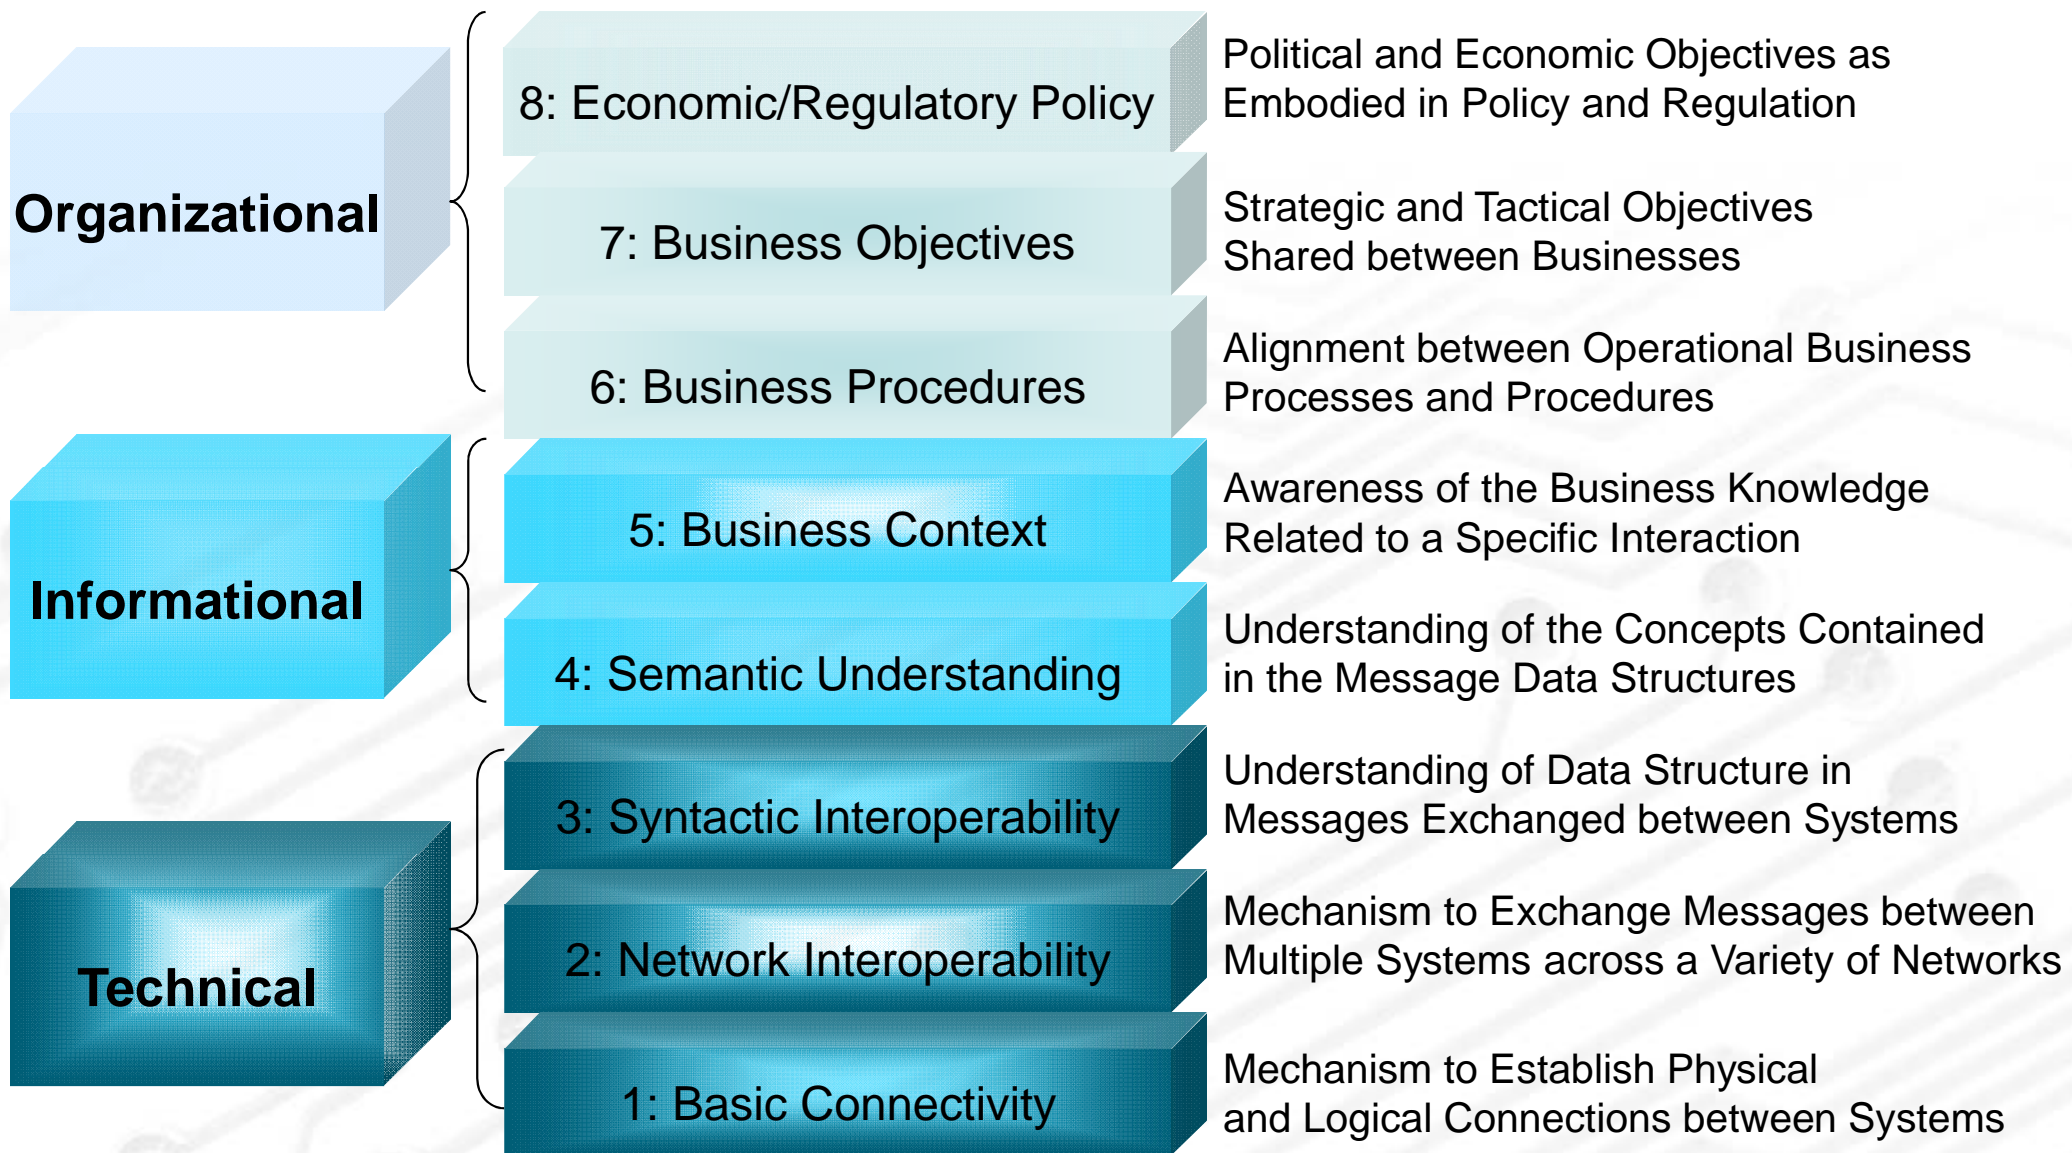 Organizational
8: Economic/Regulatory Policy
Political and Economic Objectives as
Embodied in Policy and Regulation
7: Business Objectives
Strategic and Tactical Objectives
Shared between Businesses
6: Business Procedures
Alignment between Operational Business
Processes and Procedures
Informational
5: Business Context
Awareness of the Business Knowledge
Related to a Specific Interaction
4: Semantic Understanding
Understanding of the Concepts Contained
in the Message Data Structures
Technical
3: Syntactic Interoperability
Understanding of Data Structure in
Messages Exchanged between Systems
2: Network Interoperability
Mechanism to Exchange Messages between
Multiple Systems across a Variety of Networks
1: Basic Connectivity
Mechanism to Establish Physical
and Logical Connections between Systems